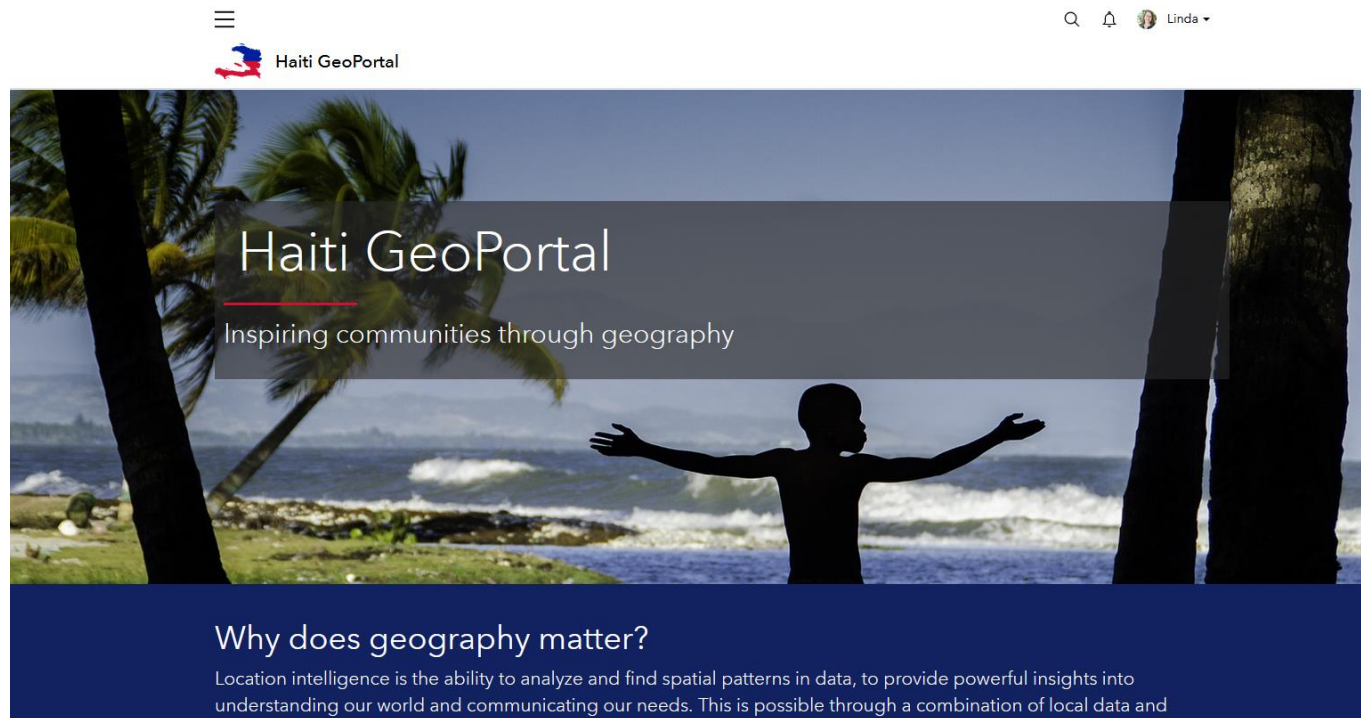 Linda
Haiti GeoPortal
Haiti GeoPortal
Inspiring communities through geography
Why does geography matter?
Location intelligence is the ability to analyze and find spatial patterns in data, to provide powerful insights into
understanding our world and communicating our needs. This is possible through a combination of local data and